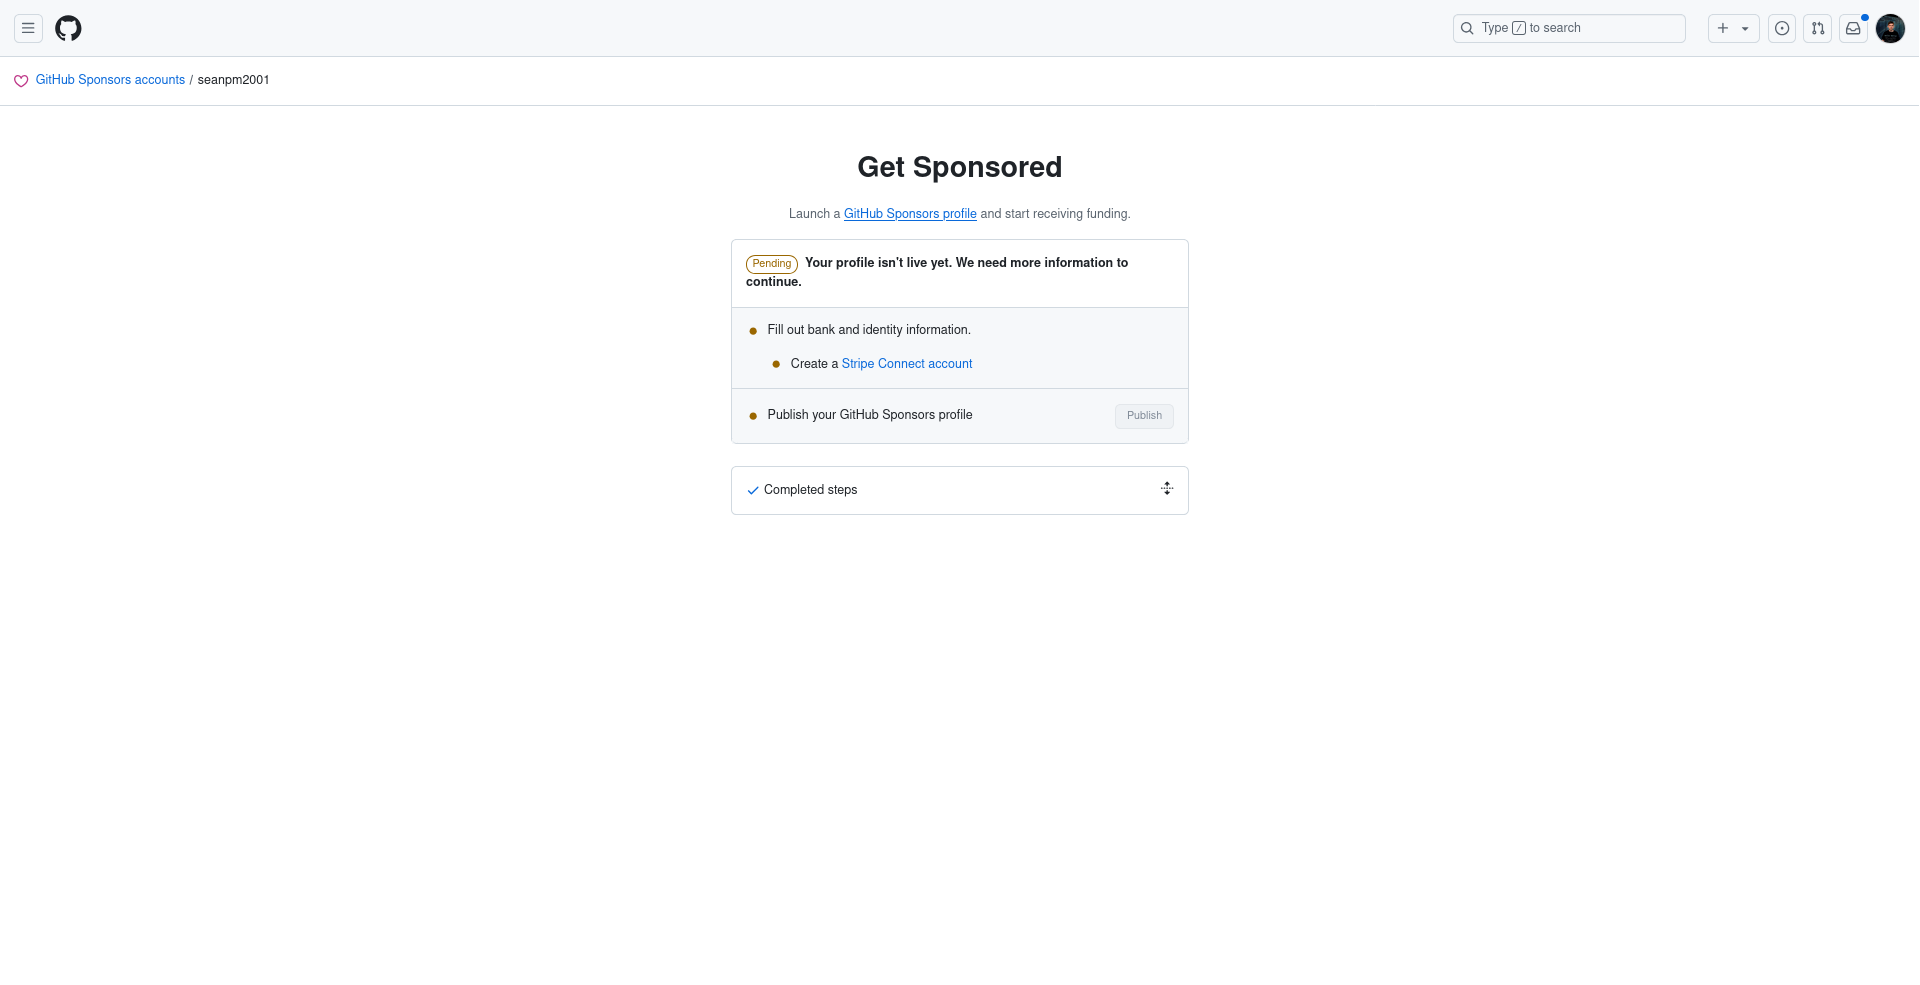 Type / to search
GitHub Sponsors accounts / seanpm2001
Get Sponsored
Launch a GitHub Sponsors profile and start receiving funding.
Pending Your profile isn't live yet. We need more information to
continue.
Fill out bank and identity information.
Create a Stripe Connect account
Publish your GitHub Sponsors profile Publish
Completed steps